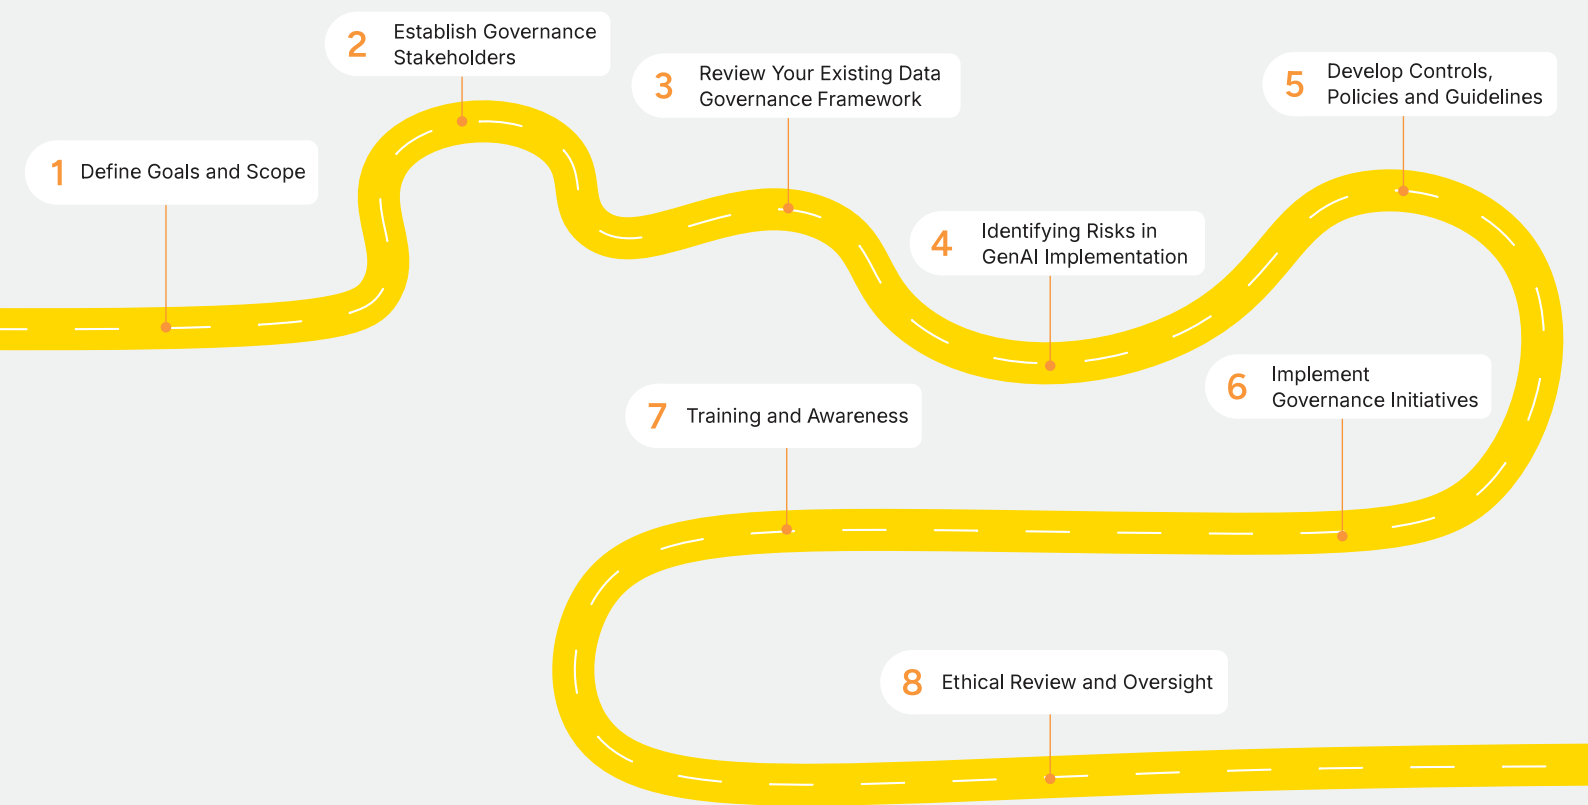 1 Define Goals and Scope
2 Establish Governance
Stakeholders
3 Review Your Existing Data
Governance Framework
4 Identifying Risks in
GenAI Implementation
5 Develop Controls,
Policies and Guidelines
6 Implement
Governance Initiatives
7 Training and Awareness
8 Ethical Review and Oversight